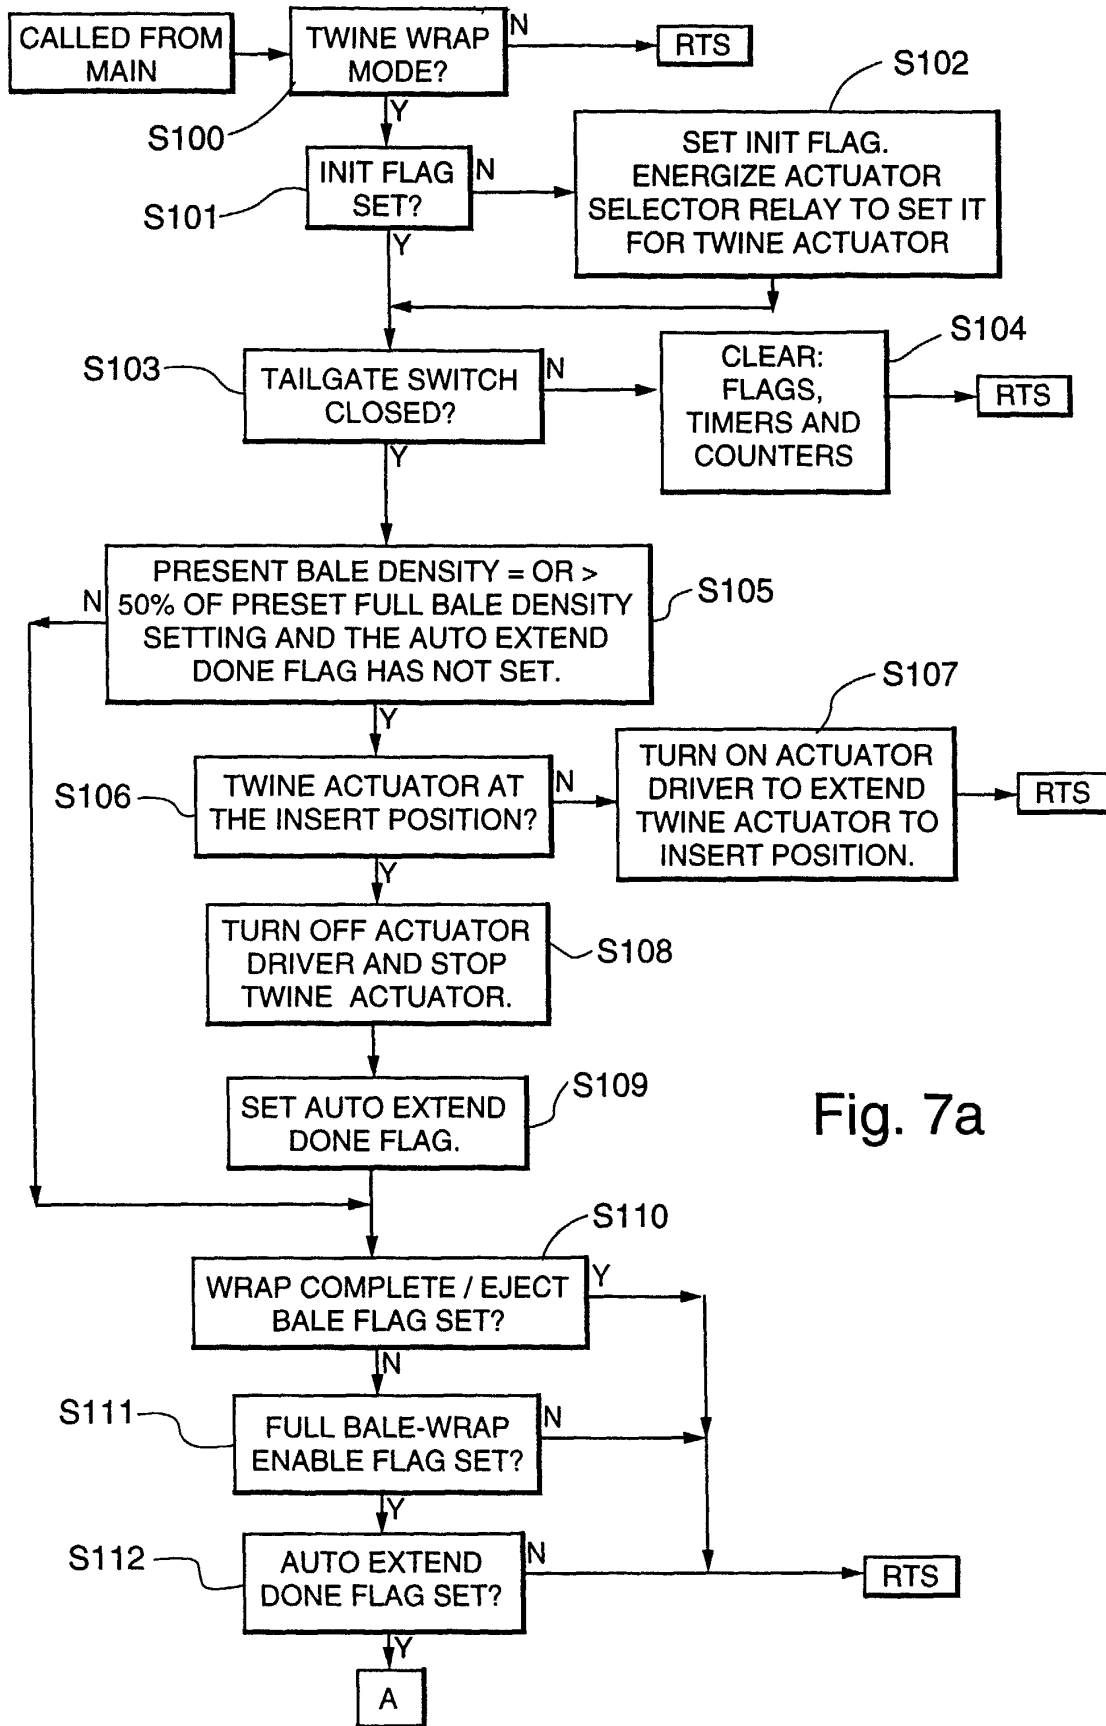 CALLED FROM
MAIN
TWINE WRAP
MODE?
N
RTS
S100
Y
S102
INIT FLAG
SET?
N
S101
Y
SET INIT FLAG.
ENERGIZE ACTUATOR
SELECTOR RELAY TO SET IT
FOR TWINE ACTUATOR
S103
TAILGATE SWITCH
CLOSED?
N
Y
S104
CLEAR:
FLAGS,
TIMERS AND
COUNTERS
RTS
PRESENT BALE DENSITY = OR >
50% OF PRESET FULL BALE DENSITY
SETTING AND THE AUTO EXTEND
DONE FLAG HAS NOT SET.
N
S105
Y
S106
TWINE ACTUATOR AT
THE INSERT POSITION?
N
Y
S107
TURN ON ACTUATOR
DRIVER TO EXTEND
TWINE ACTUATOR TO
INSERT POSITION.
RTS
TURN OFF ACTUATOR
DRIVER AND STOP
TWINE ACTUATOR.
S108
SET AUTO EXTEND
DONE FLAG.
S109
Fig. 7a
S110
WRAP COMPLETE / EJECT
BALE FLAG SET?
Y
N
S111
FULL BALE-WRAP
ENABLE FLAG SET?
N
Y
S112
AUTO EXTEND
DONE FLAG SET?
N
RTS
Y
A